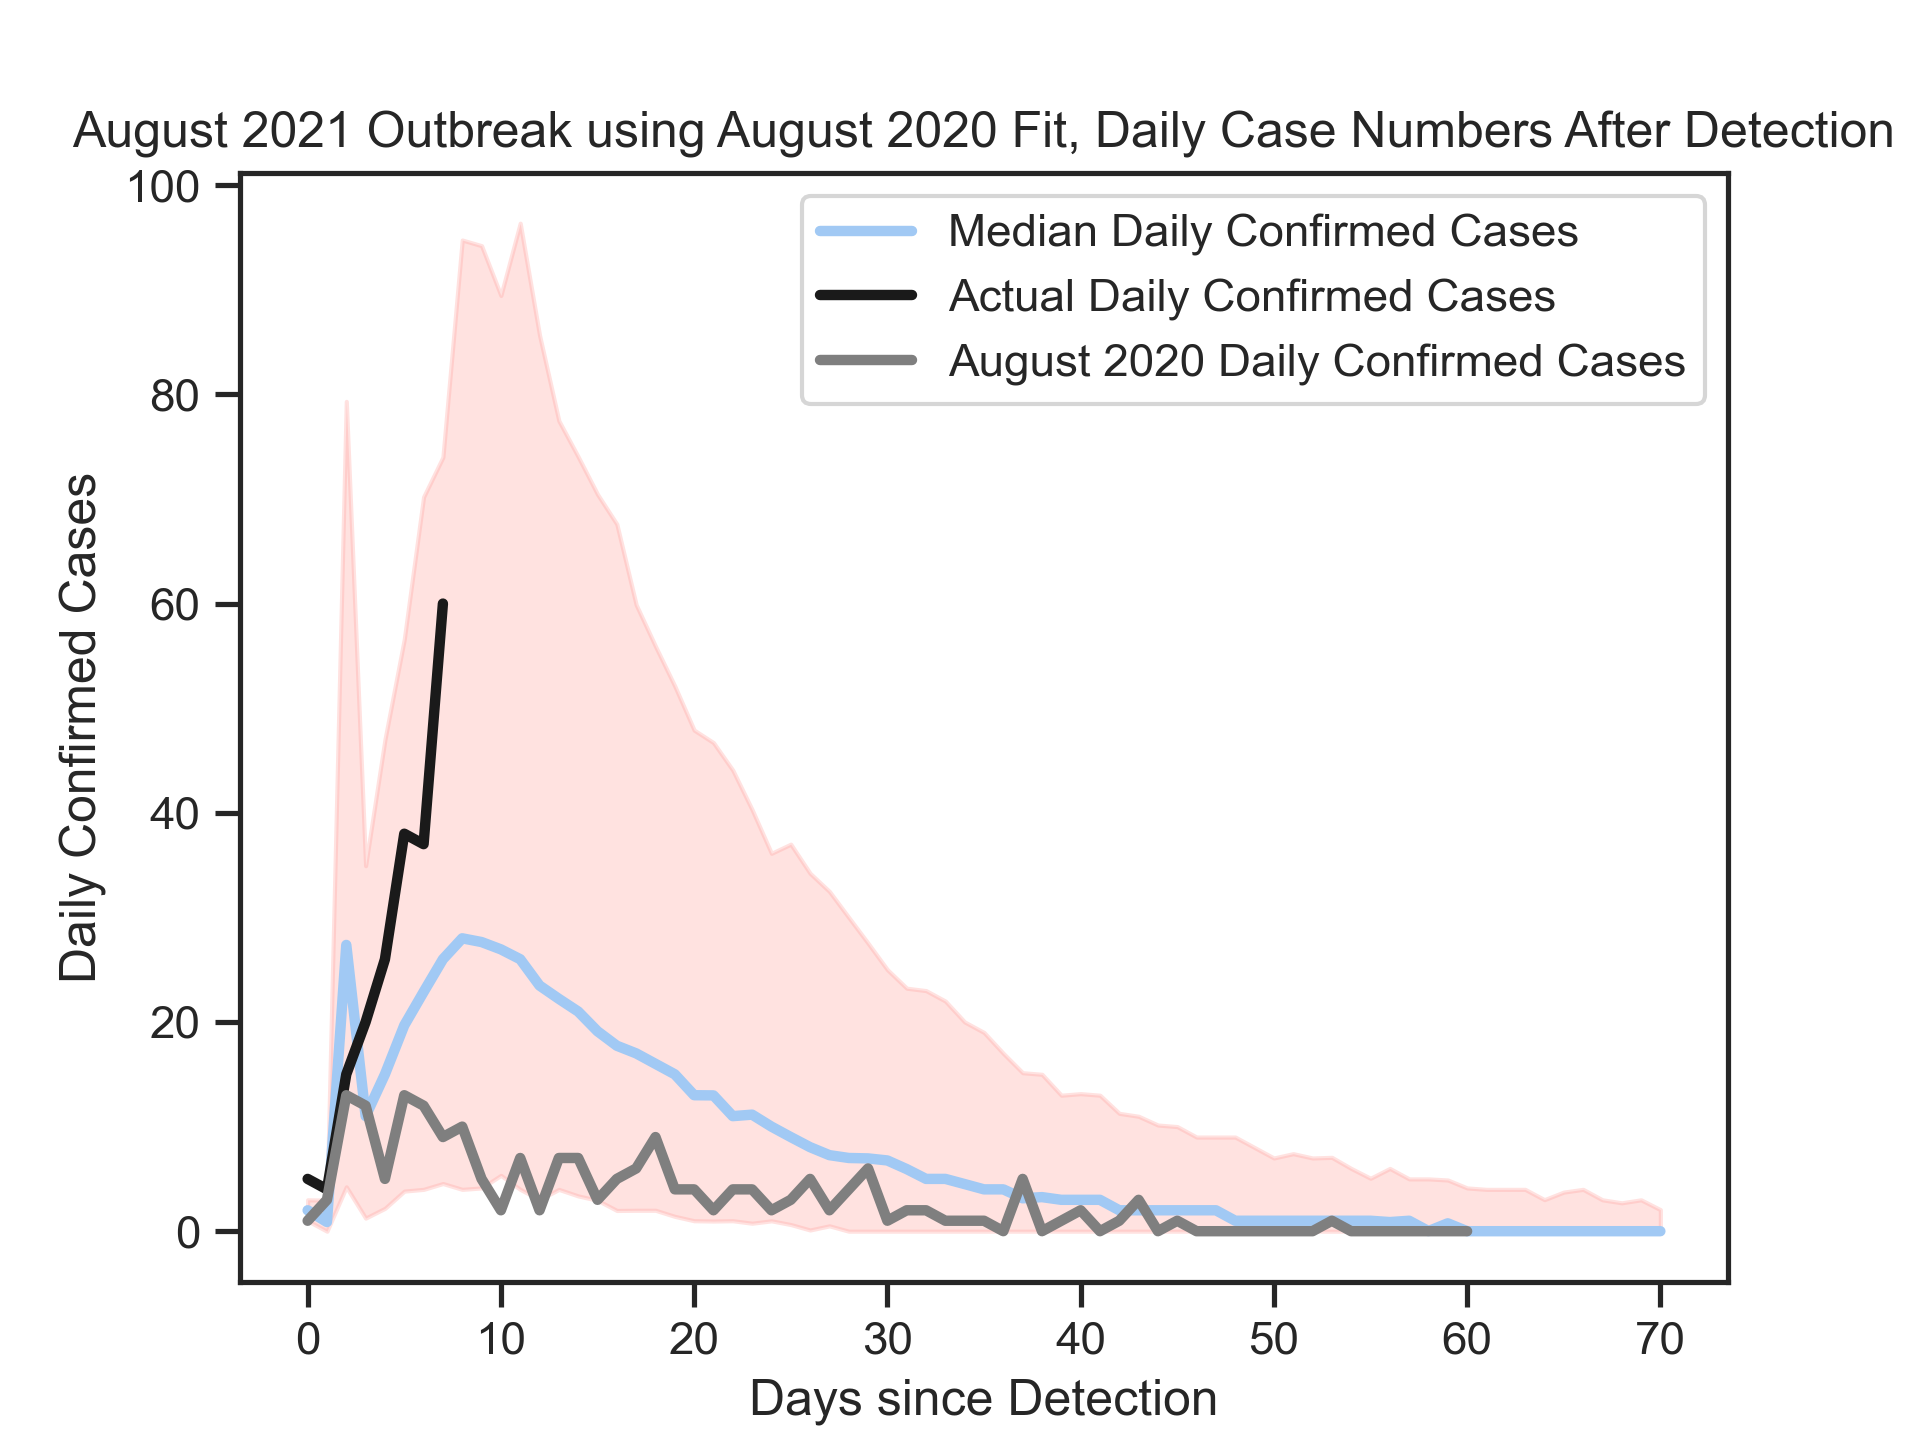 August 2021 Outbreak using August 2020 Fit, Daily Case Numbers After Detection
Median Daily Confirmed Cases
Actual Daily Confirmed Cases
August 2020 Daily Confirmed Cases
Daily Confirmed Cases
100
80
60
40
20
0
0 10 20 30 40 50 60 70
Days since Detection